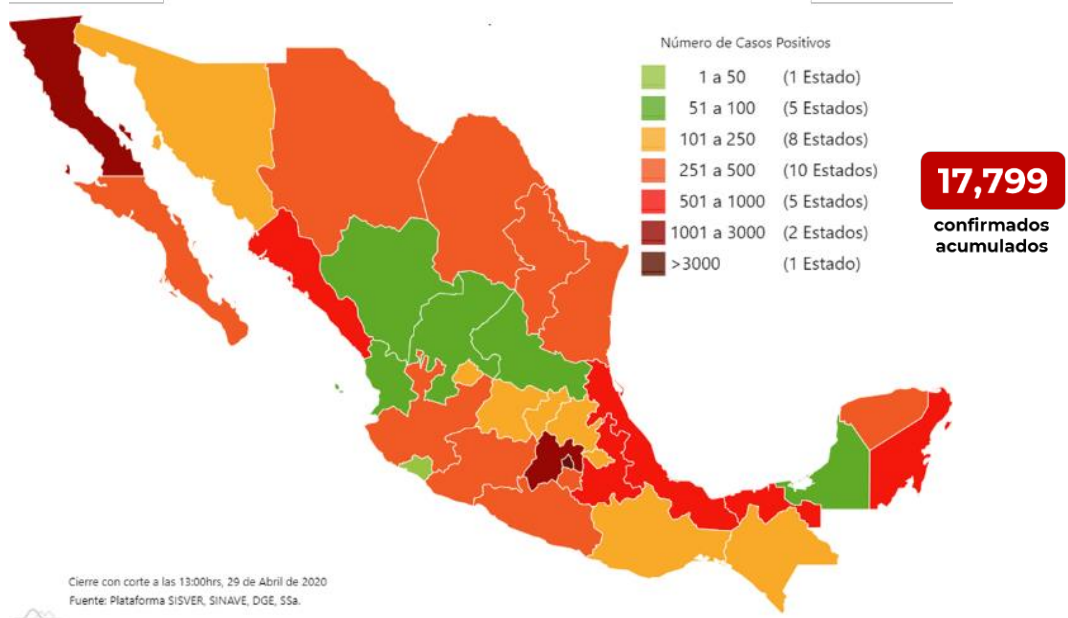 Número de Casos Positivos
1 a 50 (1 Estado)
51 a 100 (5 Estados)
101 a 250 (8 Estados)
251 a 500 (10 Estados)
501 a 1000 (5 Estados)
1001 a 3000 (2 Estados)
>3000 (1 Estado)
17,799
confirmados
acumulados
Cierre con corte a las 13:00hrs, 29 de Abril de 2020
Fuente: Plataforma SISVER, SINAVE, DGE, SSa.